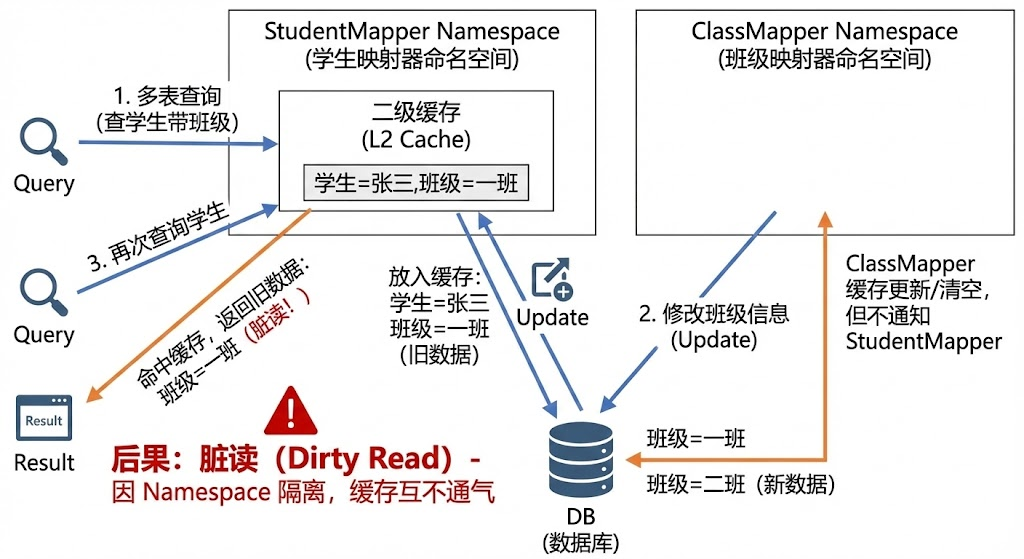 StudentMapper Namespace
(学生映射器命名空间)
ClassMapper Namespace
(班级映射器命名空间)
1. 多表查询
(查学生带班级)
二级缓存
(L2 Cache)
学生=张三,班级=一班
Query
3. 再次查询学生
Query
命中缓存，返回旧数据：
班级=一班（脏读！）
放入缓存：
学生=张三
班级=一班
(旧数据)
Update
2. 修改班级信息
(Update)
ClassMapper
缓存更新/清空，
但不通知
StudentMapper
Result
Result
后果：脏读（Dirty Read）-
因 Namespace 隔离，缓存互不通气
班级=一班
班级=二班（新数据）
DB
(数据库)